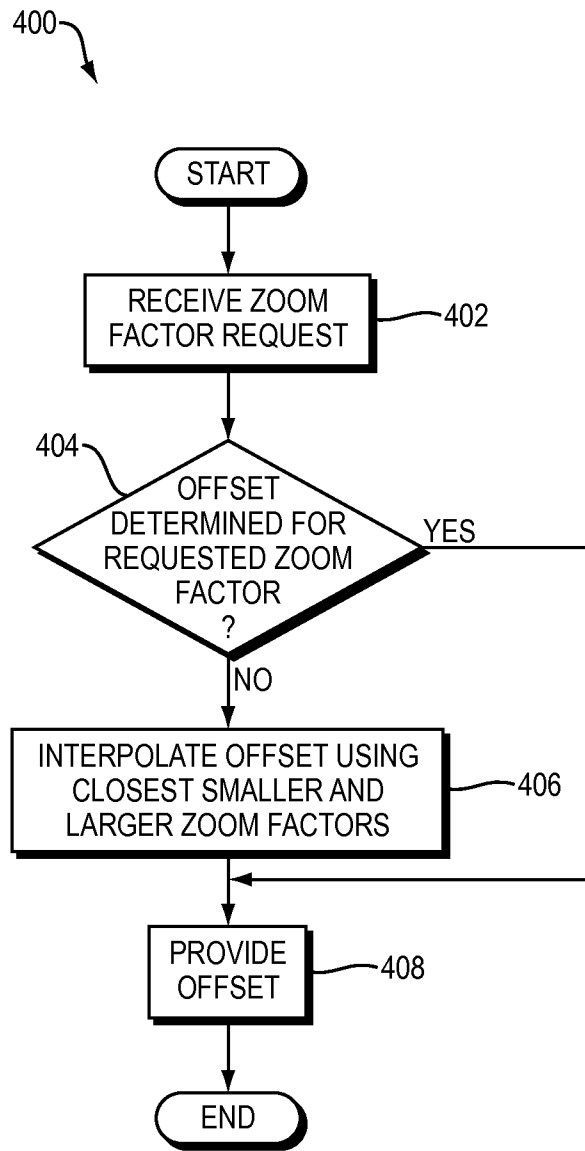 400
START
RECEIVE ZOOM
FACTOR REQUEST
402
404
OFFSET
DETERMINED FOR
REQUESTED ZOOM
FACTOR
?
YES
NO
INTERPOLATE OFFSET USING
CLOSEST SMALLER AND
LARGER ZOOM FACTORS
406
PROVIDE
OFFSET
408
END